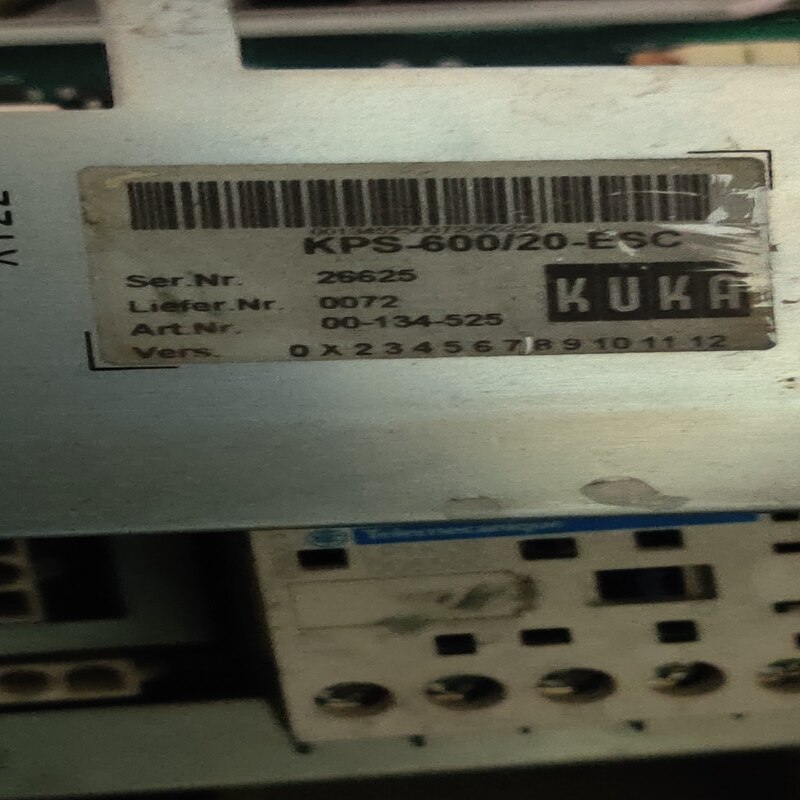 KPS-600/20-ESC
Ser.Nr. 26625
Liefer.Nr. 0072
Art.Nr. 00-134-525
KUKA
Vers. 0 X 2 3 4 5 6 7 8 9 10 11 12
Telemecanique